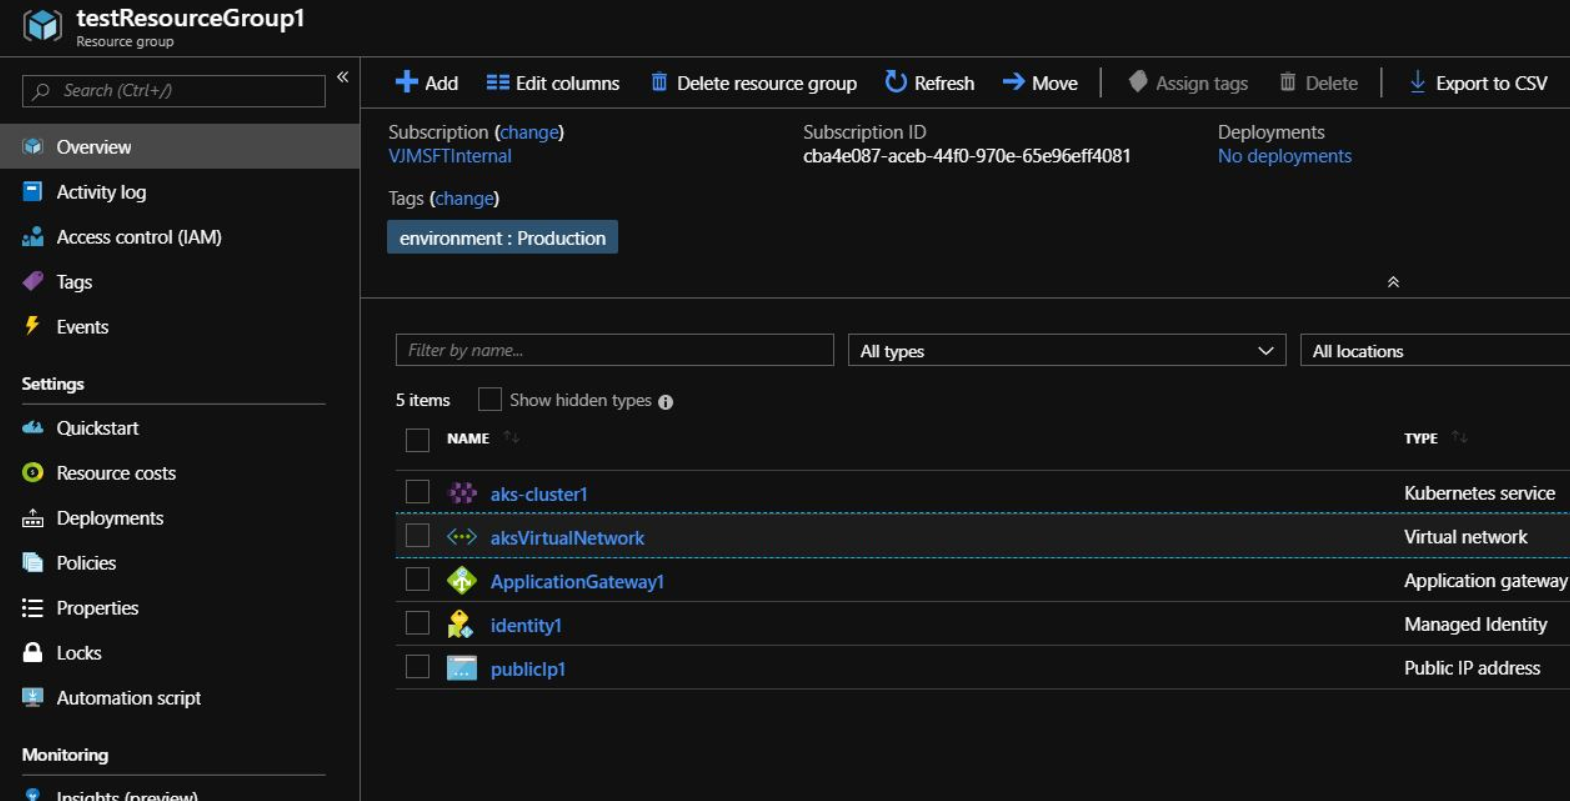 testResourceGroup1
Resource group
Search (Ctrl+/)
«
Overview
Activity log
Access control (IAM)
Tags
Events
Settings
Quickstart
Resource costs
Deployments
Policies
Properties
Locks
Automation script
Monitoring
Insights (preview)
Add Edit columns Delete resource group Refresh Move Assign tags Delete Export to CSV
Subscription (change) Subscription ID Deployments
VJMSFTInternal cba4e087-aceb-44f0-970e-65e96eff4081 No deployments
Tags (change)
environment : Production
Filter by name... All types All locations
5 items Show hidden types
NAME TYPE
aks-cluster1 Kubernetes service
aksVirtualNetwork Virtual network
ApplicationGateway1 Application gateway
identity1 Managed Identity
publicIp1 Public IP address